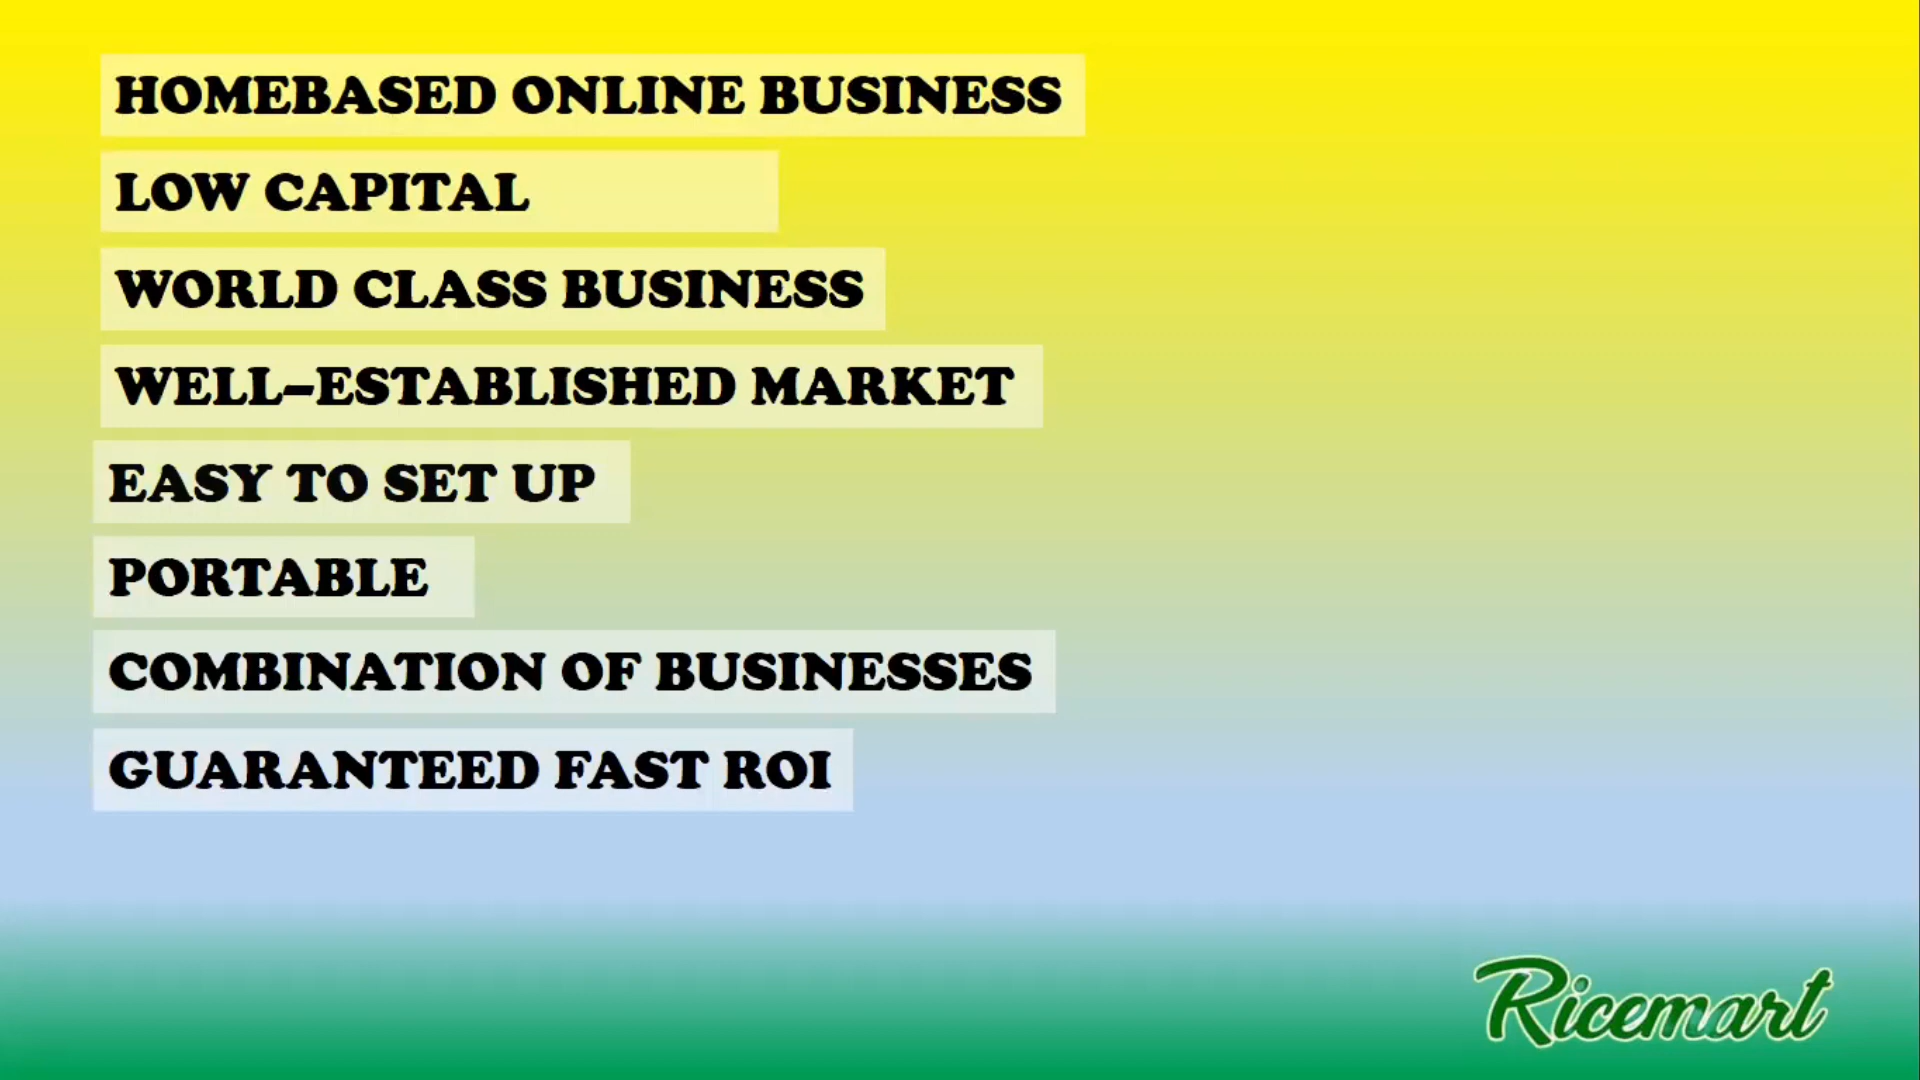 HOMEBASED ONLINE BUSINESS
LOW CAPITAL
WORLD CLASS BUSINESS
WELL-ESTABLISHED MARKET
EASY TO SET UP
PORTABLE
COMBINATION OF BUSINESSES
GUARANTEED FAST ROI
Ricemart